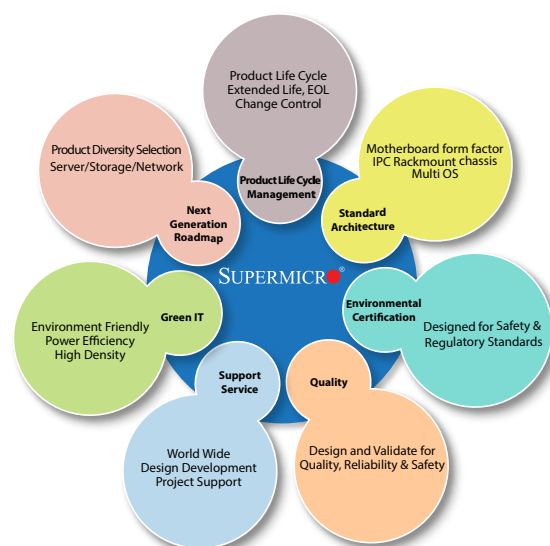 Product Life Cycle
Extended Life, EOL
Change Control
Product Life Cycle
Management
Motherboard form factor
IPC Rackmount chassis
Multi OS
Standard
Architecture
Environmental
Certification
Designed for Safety &
Regulatory Standards
Quality
Design and Validate for
Quality, Reliability & Safety
Support
Service
World Wide
Design Development
Project Support
Green IT
Environment Friendly
Power Efficiency
High Density
Product Diversity Selection
Server/Storage/Network
Next
Generation
Roadmap
SUPERMICRO®